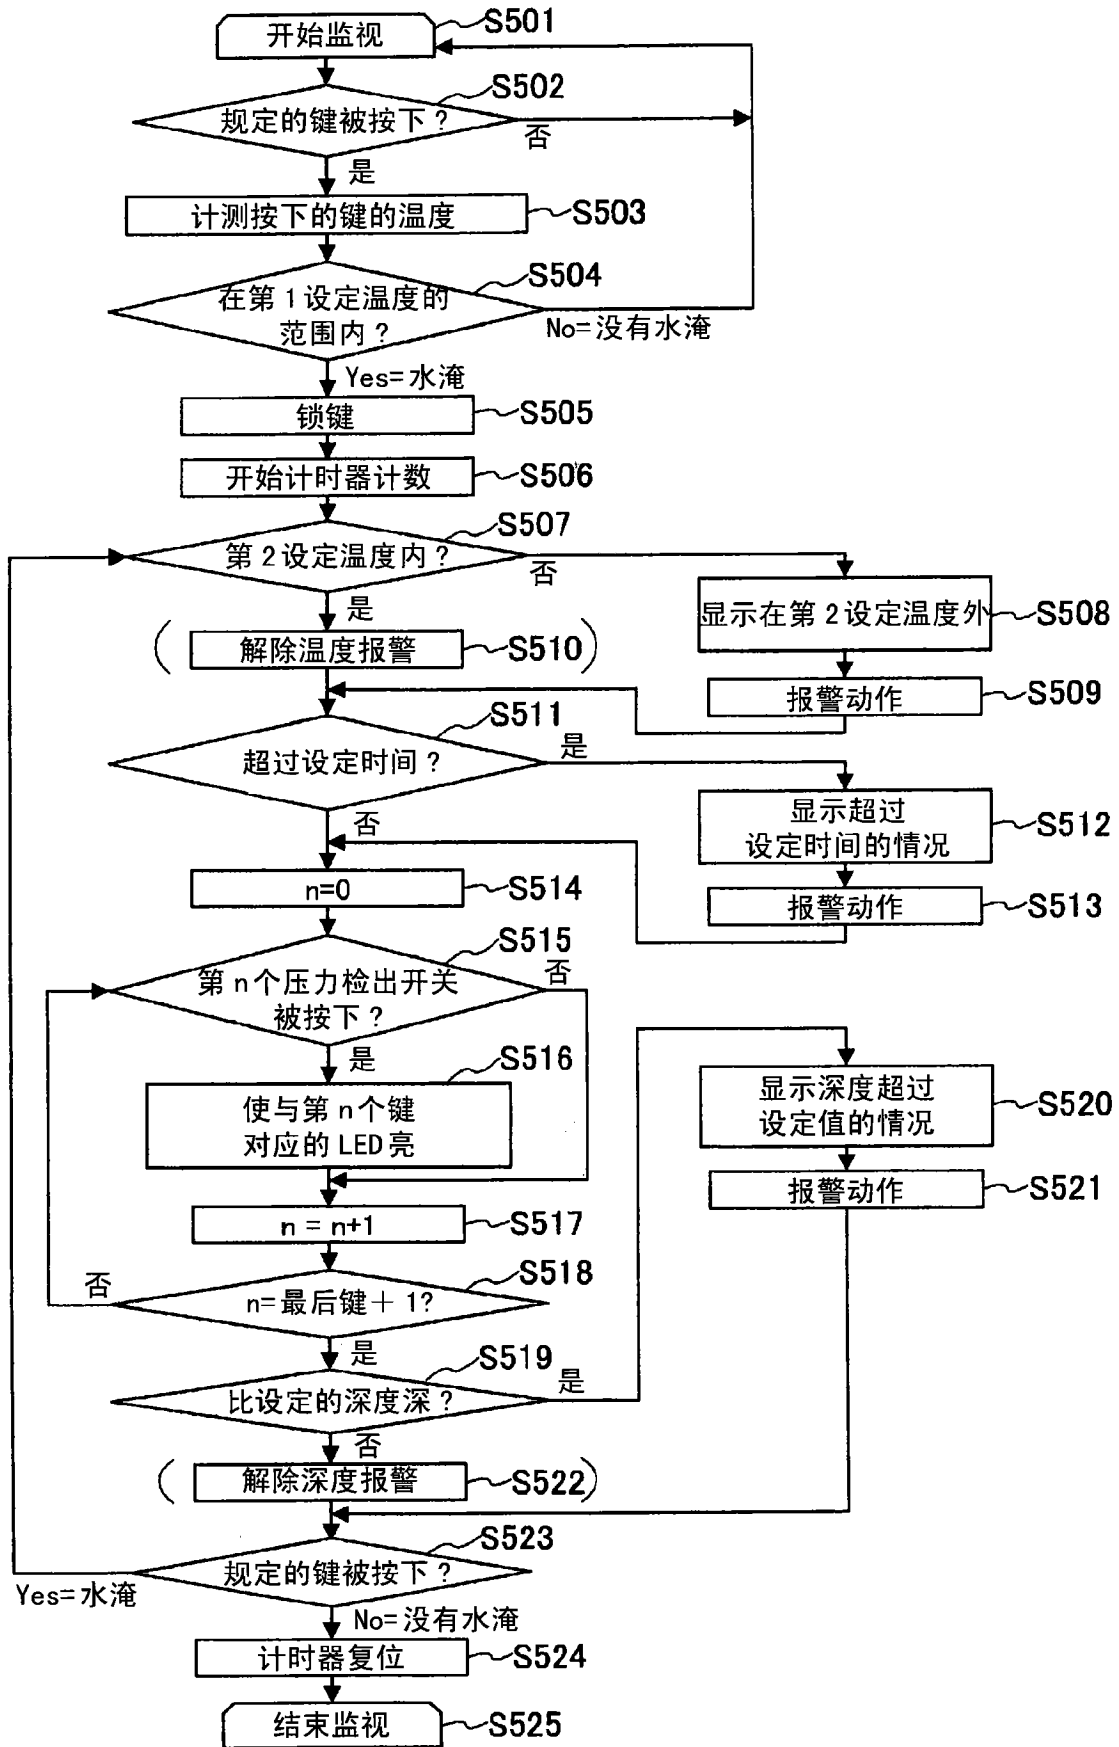 开始监视
S501
S502
规定的键被按下?
否
是
计测按下的键的温度
S503
S504
在第1设定温度的
范围内?
No=没有水淹
Yes=水淹
锁键
S505
开始计时器计数
S506
S507
第2设定温度内?
否
是
显示在第2设定温度外
S508
(解除温度报警 S510)
报警动作
S509
S511
超过设定时间?
是
否
显示超过
设定时间的情况
S512
n=0
S514
报警动作
S513
S515
第n个压力检出开关
被按下?
否
是
S516
使与第n个键
对应的LED亮
显示深度超过
设定值的情况
S520
报警动作
S521
n = n+1
S517
S518
n=最后键+1?
否
是
S519
比设定的深度深?
是
否
(解除深度报警 S522)
S523
规定的键被按下?
Yes=水淹
No=没有水淹
计时器复位
S524
结束监视
S525